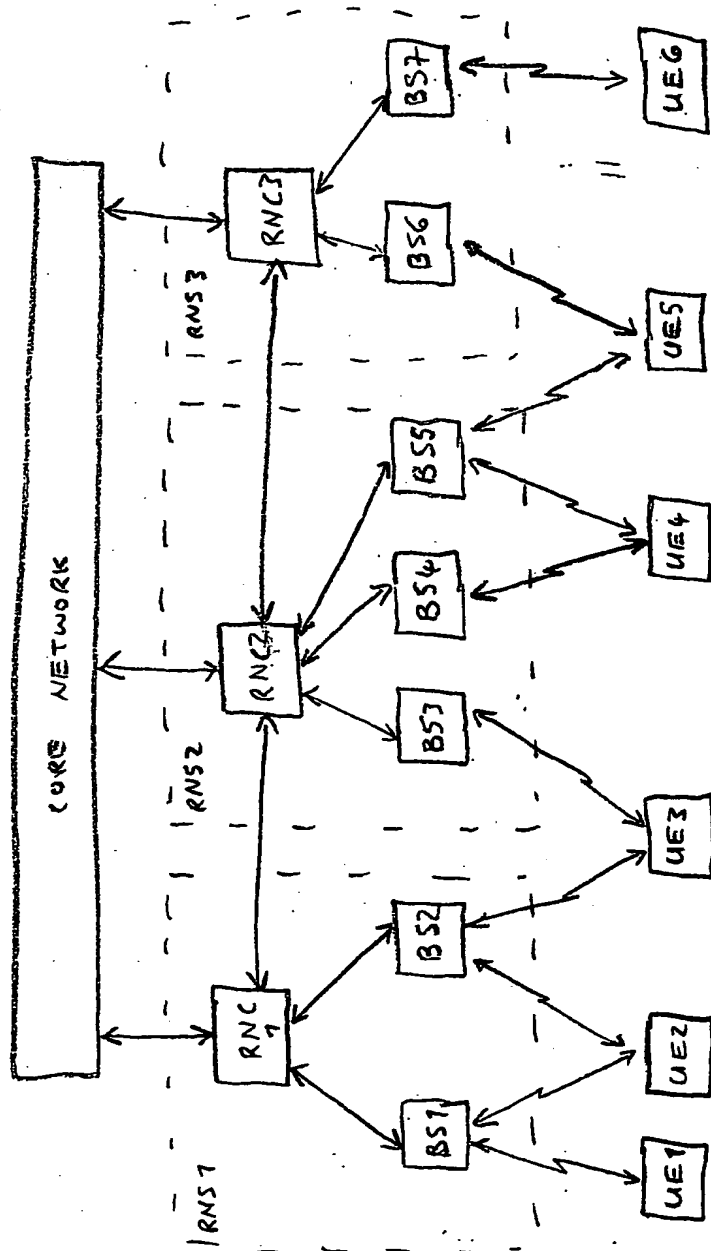 CORE NETWORK
RNS1
RNS2
RNS3
RNC
1
RNC2
RNC3
BS1
BS2
BS3
BS4
BS5
BS6
BS7
UE1
UE2
UE3
UE4
UE5
UE6